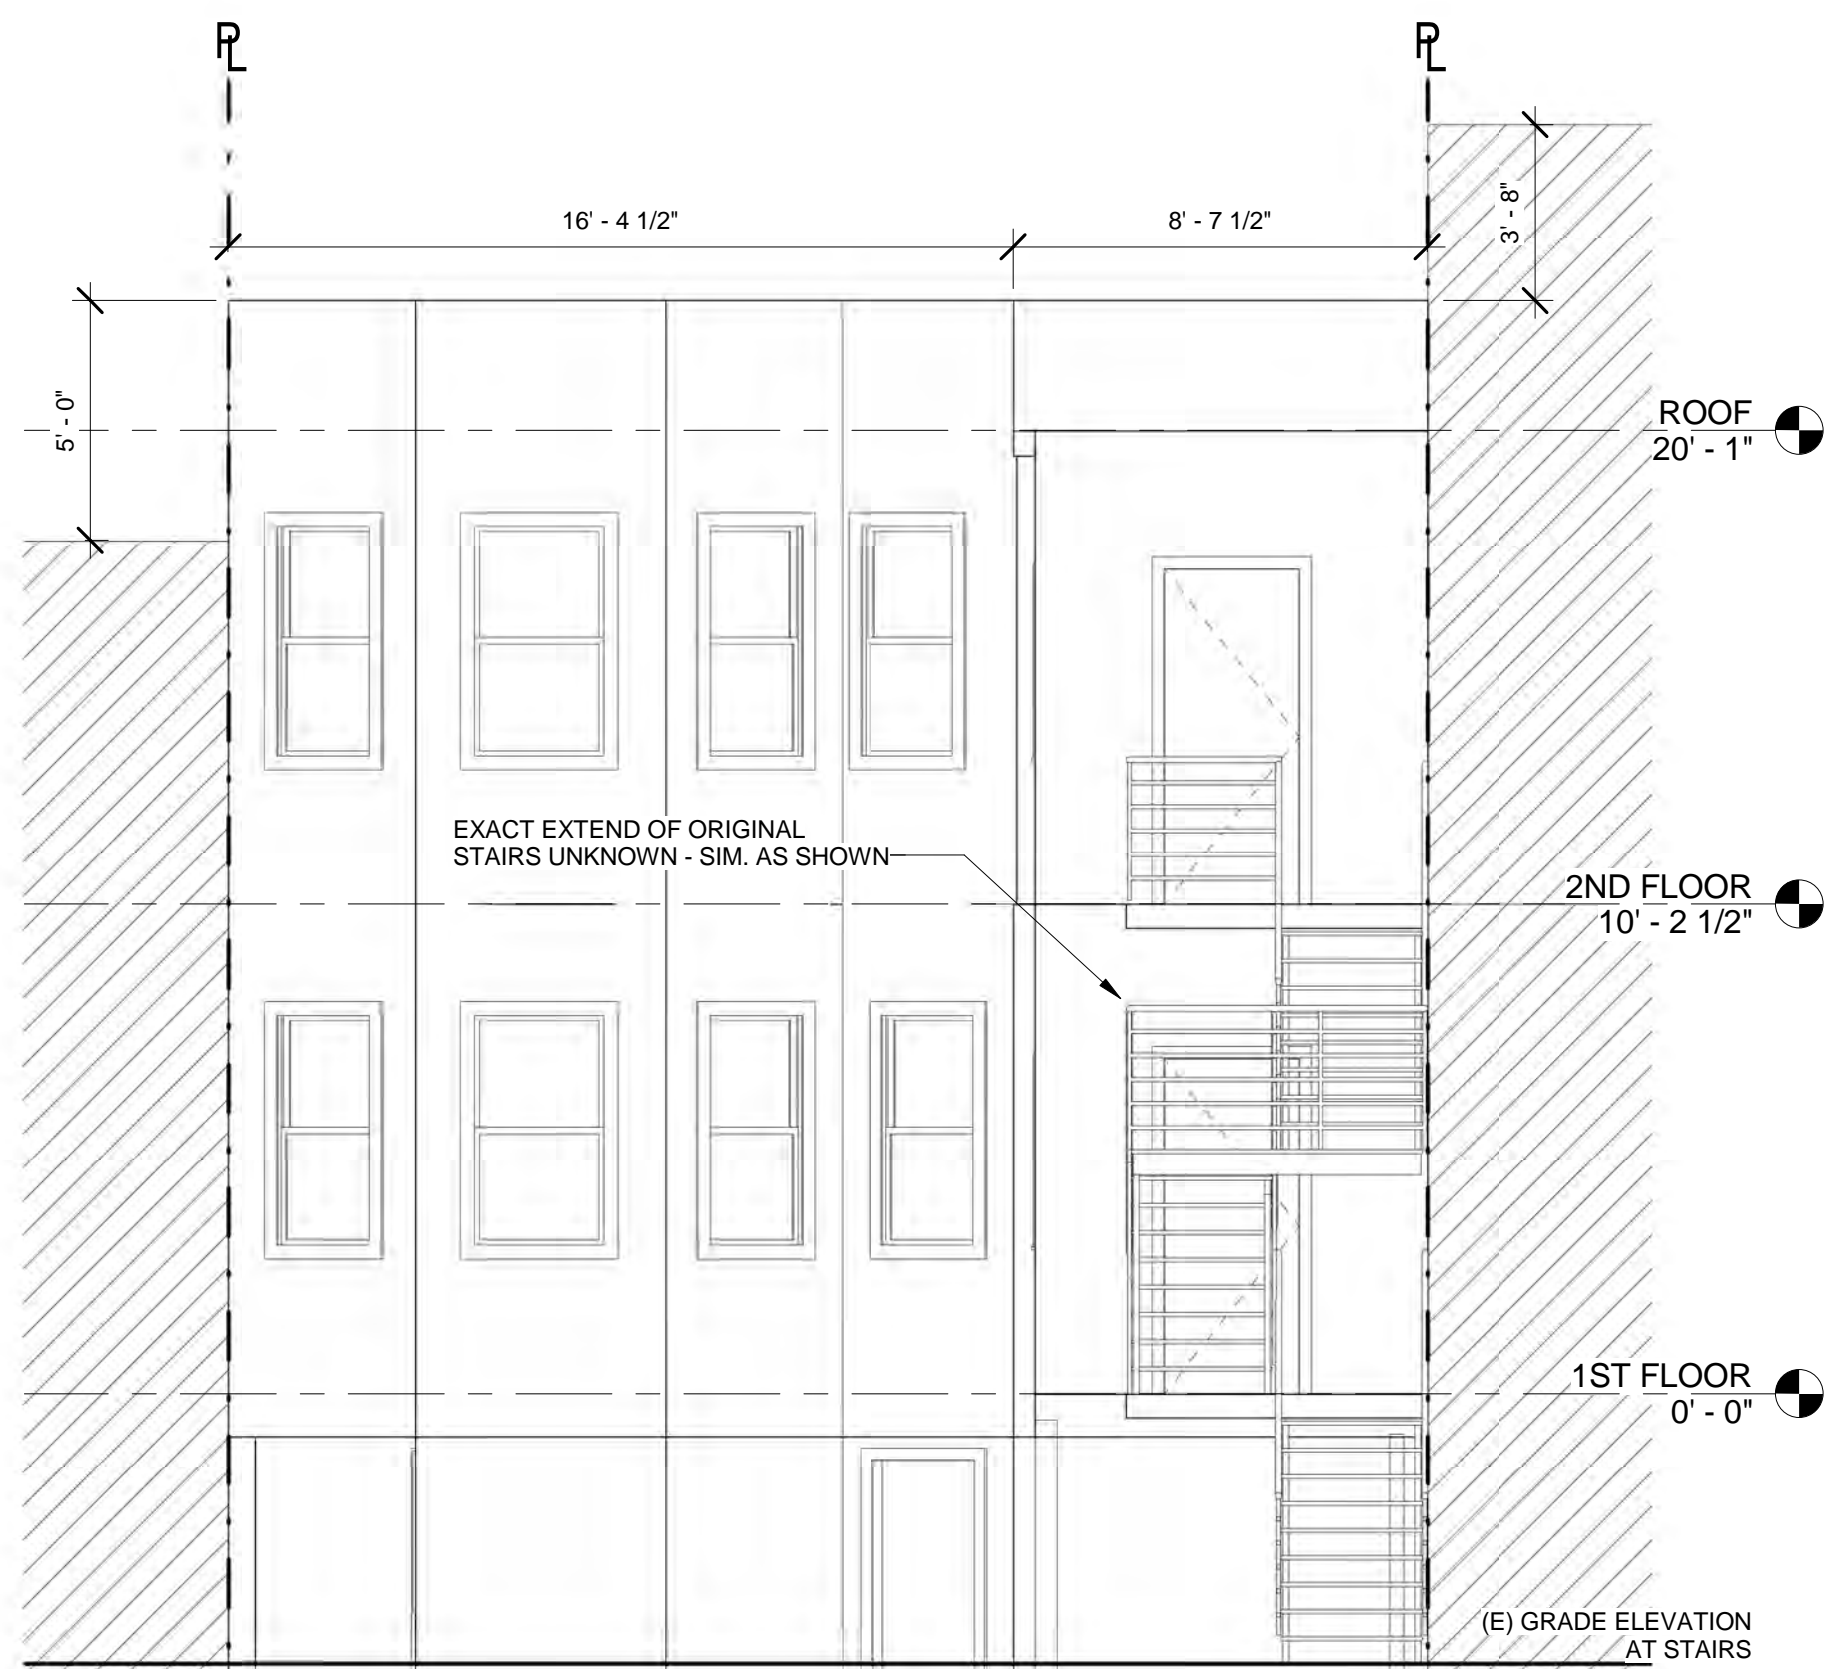 PL
PL
16' - 4 1/2"
8' - 7 1/2"
3' - 8"
5' - 0"
ROOF
20' - 1"
EXACT EXTEND OF ORIGINAL
STAIRS UNKNOWN - SIM. AS SHOWN
2ND FLOOR
10' - 2 1/2"
1ST FLOOR
0' - 0"
(E) GRADE ELEVATION
AT STAIRS